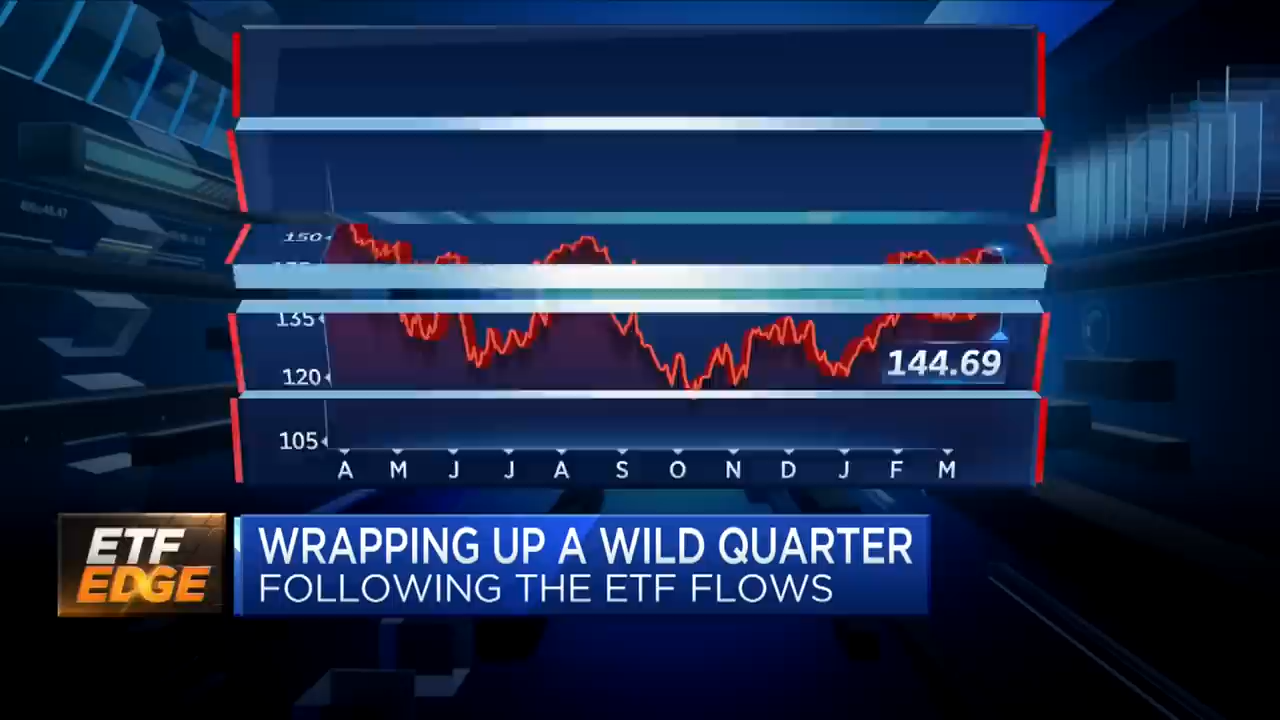 150
135
144.69
120
105
A M J J A S O N D J F M
ETF
EDGE
WRAPPING UP A WILD QUARTER
FOLLOWING THE ETF FLOWS